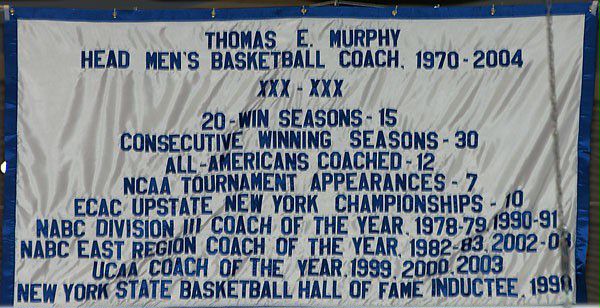 THOMAS E. MURPHY
HEAD MEN'S BASKETBALL COACH, 1970-2004
XXX-XXX
20-WIN SEASONS-15
CONSECUTIVE WINNING SEASONS-30
ALL-AMERICANS COACHED-12
NCAA TOURNAMENT APPEARANCES-7
ECAC UPSTATE NEW YORK CHAMPIONSHIPS-10
NABC DIVISION III COACH OF THE YEAR, 1978-79, 1990-91
NABC EAST REGION COACH OF THE YEAR, 1982-83, 2002-03
UCAA COACH OF THE YEAR, 1999, 2000, 2003
NEW YORK STATE BASKETBALL HALL OF FAME INDUCTEE,